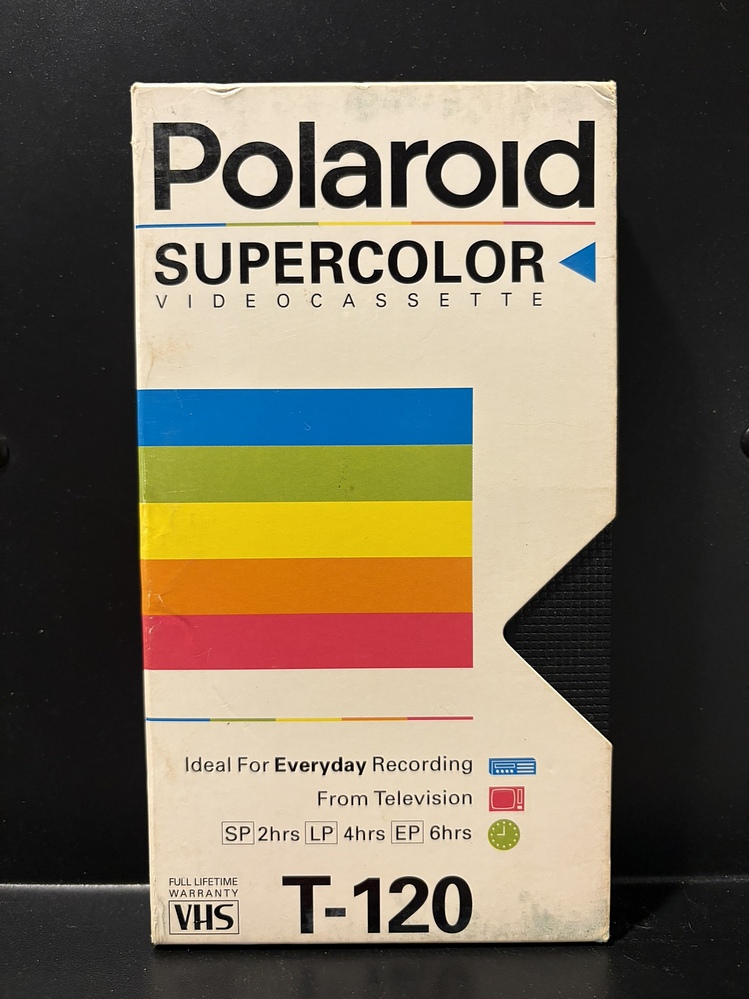 Polaroid
SUPERCOLOR
VIDEOCASSETTE
Ideal For Everyday Recording
From Television
SP 2hrs LP 4hrs EP 6hrs
FULL LIFETIME
WARRANTY
VHS
T-120